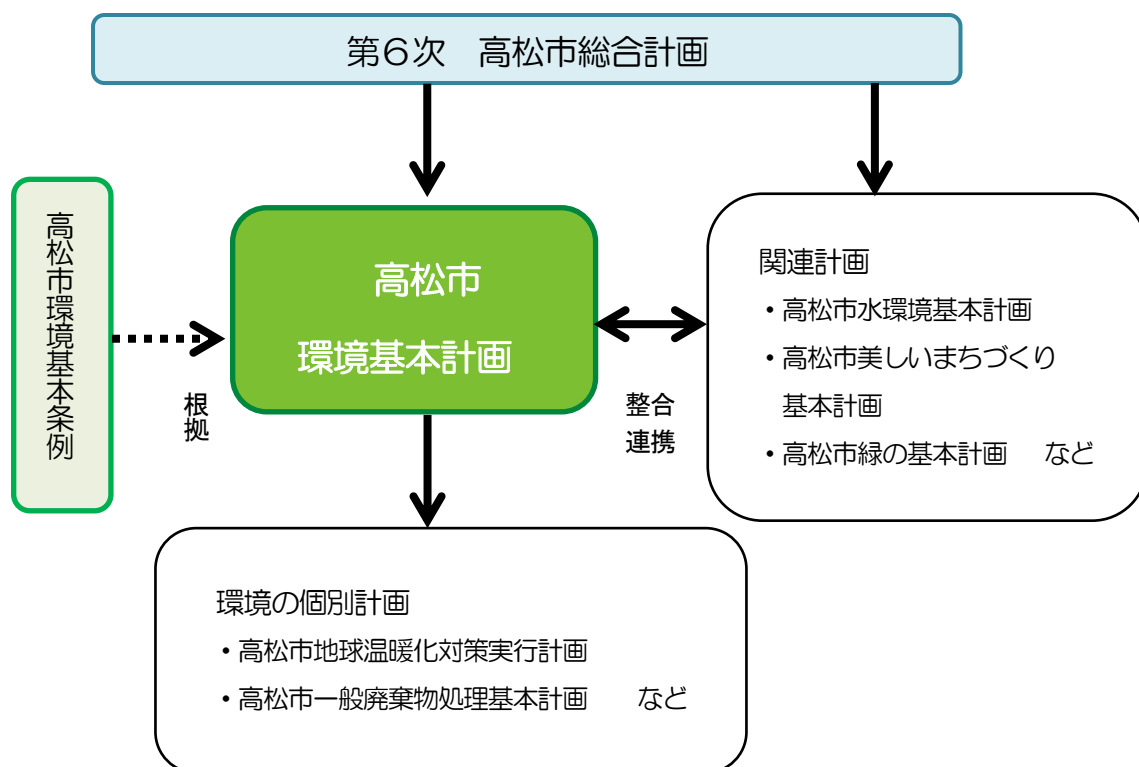 第６次　高松市総合計画
高松市環境基本条例
根拠
高松市
環境基本計画
整合
連携
関連計画
・高松市水環境基本計画
・高松市美しいまちづくり
基本計画
・高松市緑の基本計画　など
環境の個別計画
・高松市地球温暖化対策実行計画
・高松市一般廃棄物処理基本計画　など